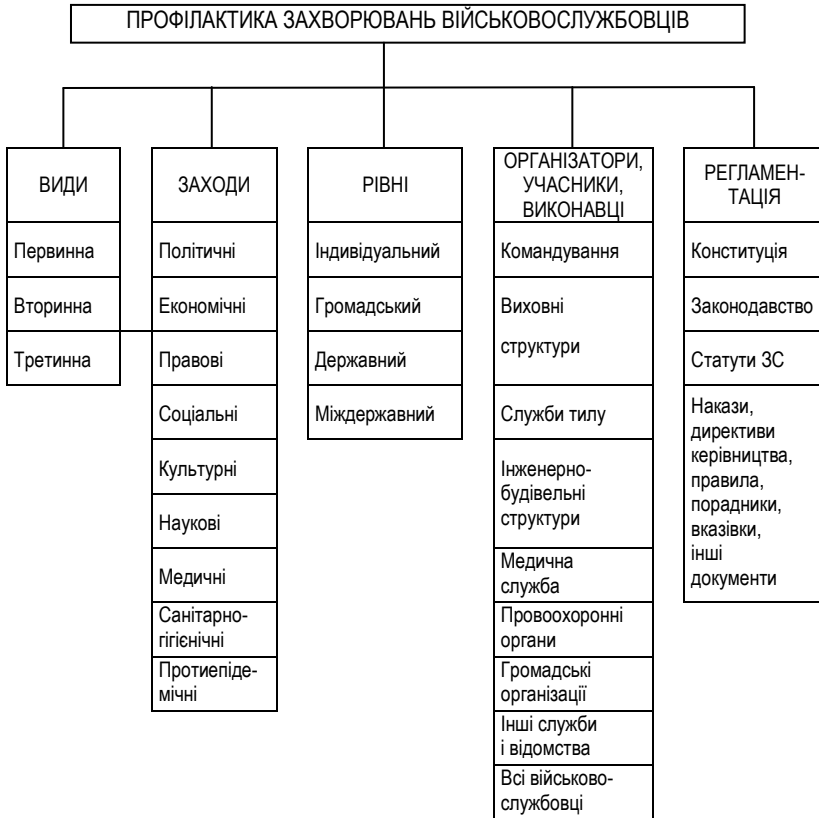 ПРОФІЛАКТИКА ЗАХВОРЮВАНЬ ВІЙСЬКОВОСЛУЖБОВЦІВ
ВИДИ
Первинна
Вторинна
Третинна
ЗАХОДИ
Політичні
Економічні
Правові
Соціальні
Культурні
Наукові
Медичні
Санітарно-
гігієнічні
Протиепіде-
мічні
РІВНІ
Індивідуальний
Громадський
Державний
Міждержавний
ОРГАНІЗАТОРИ,
УЧАСНИКИ,
ВИКОНАВЦІ
Командування
Виховні
структури
Служби тилу
Інженерно-
будівельні
структури
Медична
служба
Провоохоронні
органи
Громадські
організації
Інші служби
і відомства
Всі військово-
службовці
РЕГЛАМЕН-
ТАЦІЯ
Конституція
Законодавство
Статути ЗС
Накази,
директиви
керівництва,
правила,
порадники,
вказівки,
інші
документи